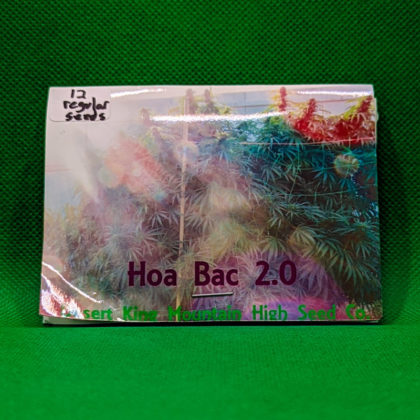 12
regular
seeds
Hoa Bac 2.0
Desert King Mountain High Seed Co.